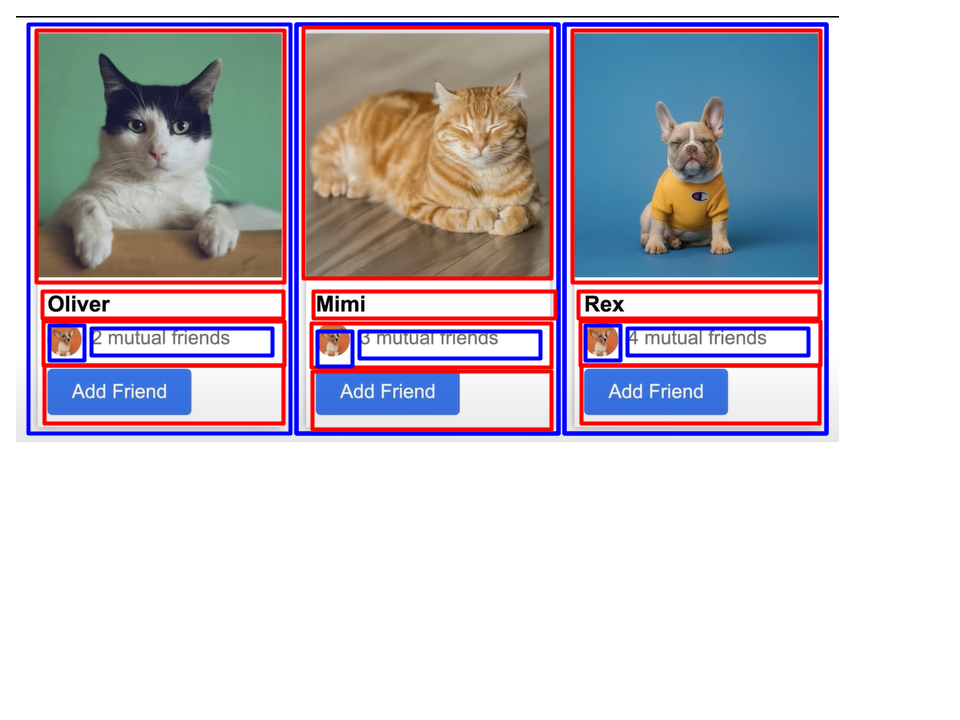 Oliver
2 mutual friends
Add Friend
Mimi
3 mutual friends
Add Friend
Rex
4 mutual friends
Add Friend